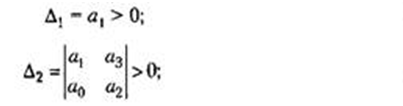 Δ₁ = a₁ > 0;
Δ₂ = |a₁ a₃|
|a₀ a₂| > 0;